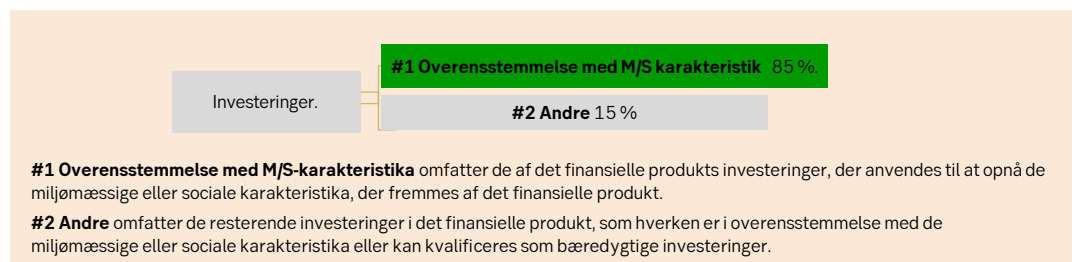 #1 Overensstemmelse med M/S karakteristik 85 %.
Investeringer.
#2 Andre 15 %
#1 Overensstemmelse med M/S-karakteristika omfatter de af det finansielle produkts investeringer, der anvendes til at opnå de
miljømæssige eller sociale karakteristika, der fremmes af det finansielle produkt.
#2 Andre omfatter de resterende investeringer i det finansielle produkt, som hverken er i overensstemmelse med de
miljømæssige eller sociale karakteristika eller kan kvalificeres som bæredygtige investeringer.